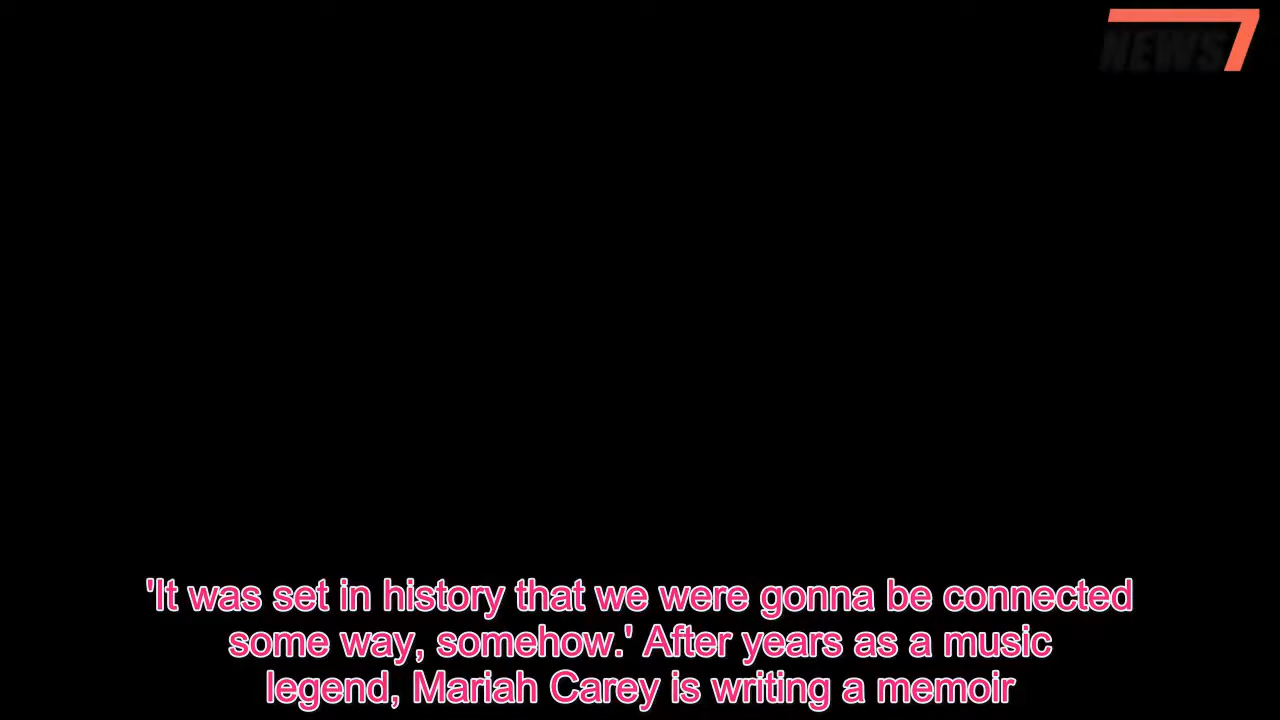 NEWS7
'It was set in history that we were gonna be connected
some way, somehow.' After years as a music
legend, Mariah Carey is writing a memoir